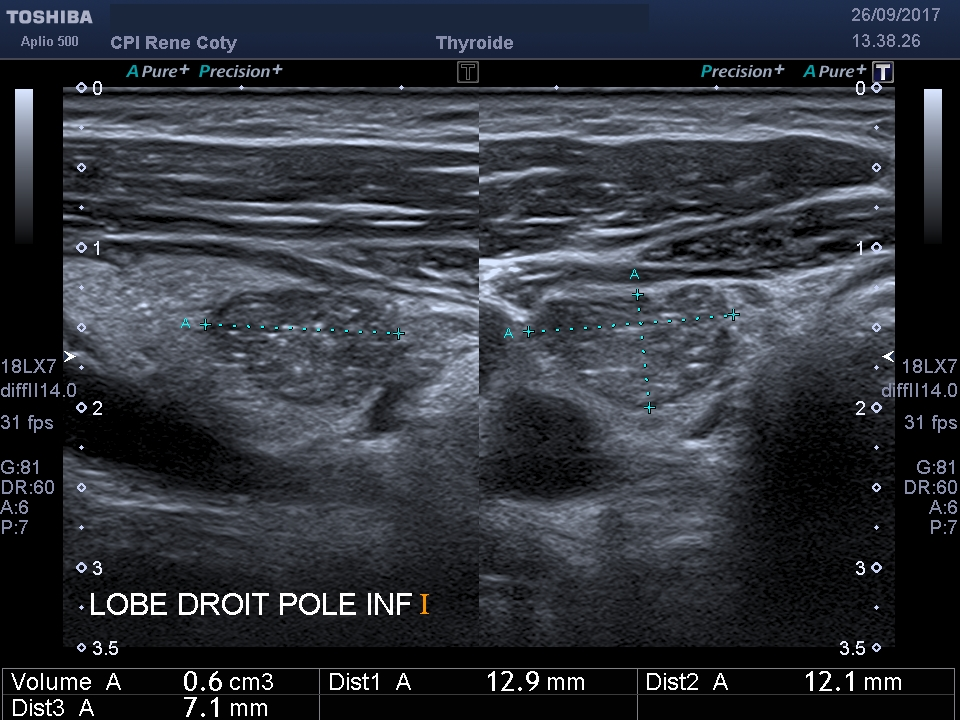 TOSHIBA
Aplio 500
CPI Rene Coty
Thyroide
26/09/2017
13.38.26
A Pure+ Precision+
T
Precision+ A Pure+
T
0
1
2
3
3.5
0
1
2
3
3.5
18LX7
diffII14.0
31 fps
G:81
DR:60
A:6
P:7
18LX7
diffII14.0
31 fps
G:81
DR:60
A:6
P:7
A
A
A
LOBE DROIT POLE INF I
Volume A 0.6 cm3
Dist1 A 12.9 mm
Dist2 A 12.1 mm
Dist3 A 7.1 mm